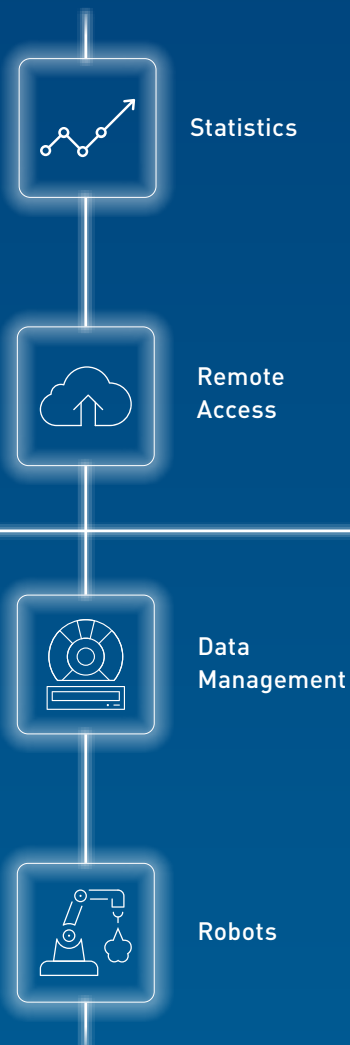 Statistics
Remote
Access
Data
Management
Robots